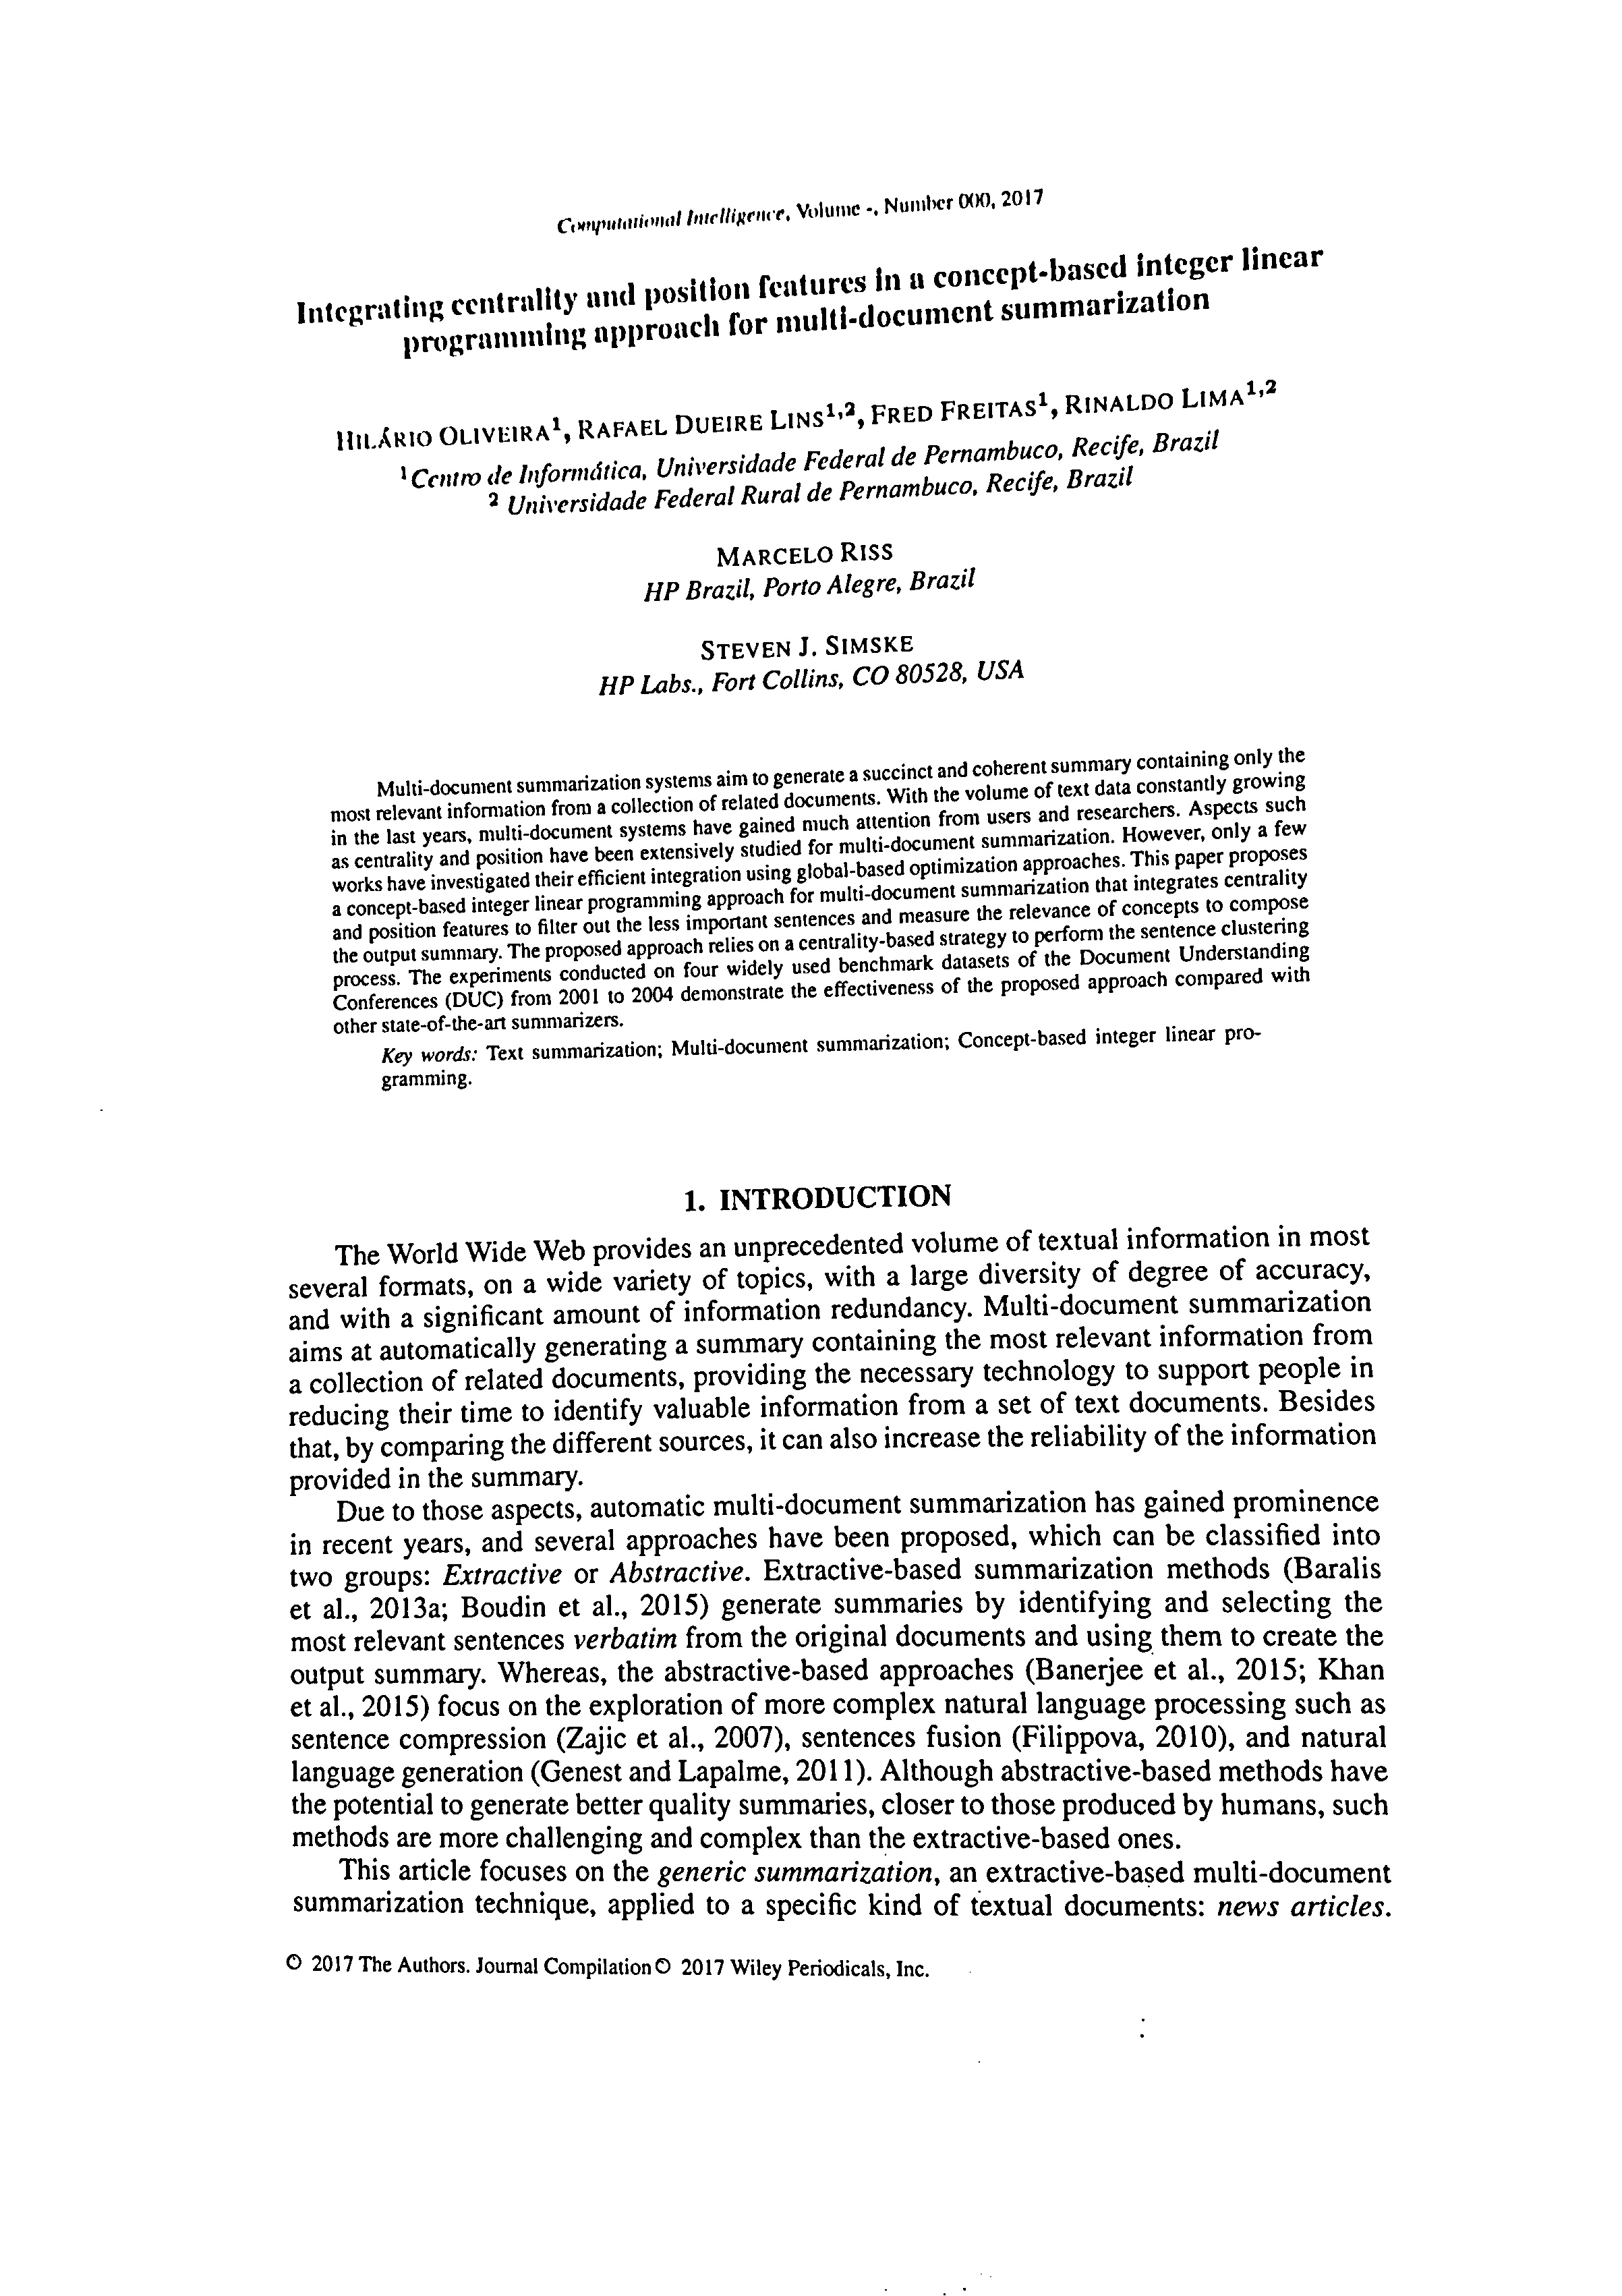 Computational Intelligence, Volume -, Number 000, 2017
Integrating centrality and position features in a concept-based integer linear
programming approach for multi-document summarization
HILÁRIO OLIVEIRA¹, RAFAEL DUEIRE LINS¹,², FRED FREITAS¹, RINALDO LIMA¹,²
¹ Centro de Informática, Universidade Federal de Pernambuco, Recife, Brazil
² Universidade Federal Rural de Pernambuco, Recife, Brazil
MARCELO RISS
HP Brazil, Porto Alegre, Brazil
STEVEN J. SIMSKE
HP Labs., Fort Collins, CO 80528, USA
Multi-document summarization systems aim to generate a succinct and coherent summary containing only the
most relevant information from a collection of related documents. With the volume of text data constantly growing
in the last years, multi-document systems have gained much attention from users and researchers. Aspects such
as centrality and position have been extensively studied for multi-document summarization. However, only a few
works have investigated their efficient integration using global-based optimization approaches. This paper proposes
a concept-based integer linear programming approach for multi-document summarization that integrates centrality
and position features to filter out the less important sentences and measure the relevance of concepts to compose
the output summary. The proposed approach relies on a centrality-based strategy to perform the sentence clustering
process. The experiments conducted on four widely used benchmark datasets of the Document Understanding
Conferences (DUC) from 2001 to 2004 demonstrate the effectiveness of the proposed approach compared with
other state-of-the-art summarizers.
Key words: Text summarization; Multi-document summarization; Concept-based integer linear pro-
gramming.
1. INTRODUCTION
The World Wide Web provides an unprecedented volume of textual information in most
several formats, on a wide variety of topics, with a large diversity of degree of accuracy,
and with a significant amount of information redundancy. Multi-document summarization
aims at automatically generating a summary containing the most relevant information from
a collection of related documents, providing the necessary technology to support people in
reducing their time to identify valuable information from a set of text documents. Besides
that, by comparing the different sources, it can also increase the reliability of the information
provided in the summary.
Due to those aspects, automatic multi-document summarization has gained prominence
in recent years, and several approaches have been proposed, which can be classified into
two groups: Extractive or Abstractive. Extractive-based summarization methods (Baralis
et al., 2013a; Boudin et al., 2015) generate summaries by identifying and selecting the
most relevant sentences verbatim from the original documents and using them to create the
output summary. Whereas, the abstractive-based approaches (Banerjee et al., 2015; Khan
et al., 2015) focus on the exploration of more complex natural language processing such as
sentence compression (Zajic et al., 2007), sentences fusion (Filippova, 2010), and natural
language generation (Genest and Lapalme, 2011). Although abstractive-based methods have
the potential to generate better quality summaries, closer to those produced by humans, such
methods are more challenging and complex than the extractive-based ones.
This article focuses on the generic summarization, an extractive-based multi-document
summarization technique, applied to a specific kind of textual documents: news articles.
© 2017 The Authors. Journal Compilation © 2017 Wiley Periodicals, Inc.